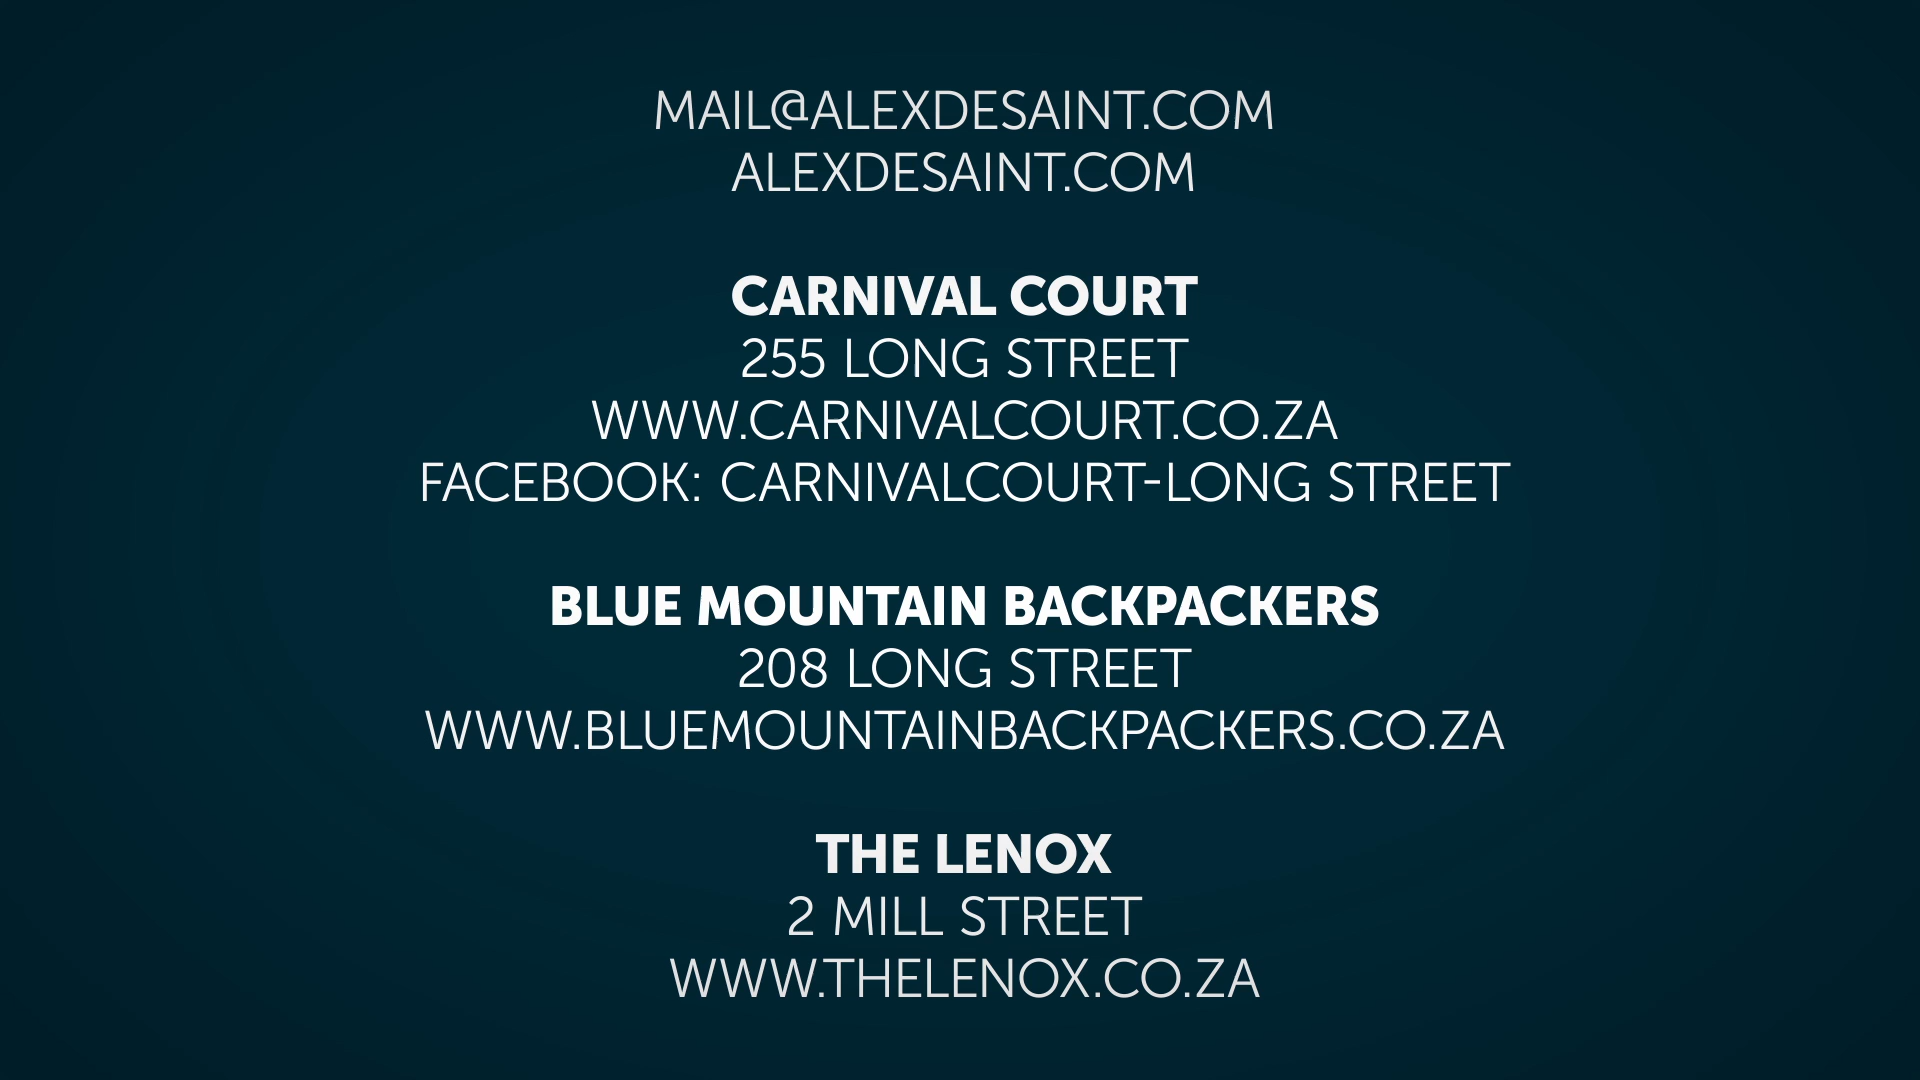 MAIL@ALEXDESAINT.COM
ALEXDESAINT.COM
CARNIVAL COURT
255 LONG STREET
WWW.CARNIVALCOURT.CO.ZA
FACEBOOK: CARNIVALCOURT-LONG STREET
BLUE MOUNTAIN BACKPACKERS
208 LONG STREET
WWW.BLUEMOUNTAINBACKPACKERS.CO.ZA
THE LENOX
2 MILL STREET
WWW.THELENOX.CO.ZA